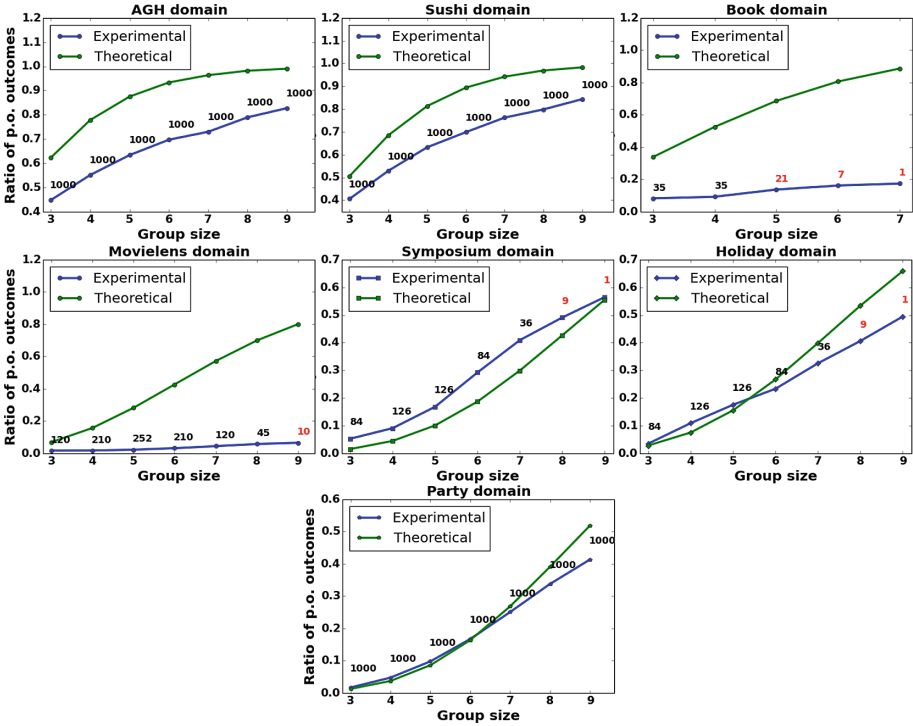 AGH domain
Ratio of p.o. outcomes
1.2
1.1
1.0
0.9
0.8
0.7
0.6
0.5
0.4
Experimental
Theoretical
1000
1000
1000
1000
1000
1000
1000
3 4 5 6 7 8 9
Group size
Sushi domain
1.2
1.1
1.0
0.9
0.8
0.7
0.6
0.5
0.4
Experimental
Theoretical
1000
1000
1000
1000
1000
1000
1000
3 4 5 6 7 8 9
Group size
Book domain
1.2
1.0
0.8
0.6
0.4
0.2
0.0
Experimental
Theoretical
35 35 21 7 1
3 4 5 6 7
Group size
Movielens domain
Ratio of p.o. outcomes
1.2
1.0
0.8
0.6
0.4
0.2
0.0
Experimental
Theoretical
120 210 252 210 120 45 10
3 4 5 6 7 8 9
Group size
Symposium domain
0.7
0.6
0.5
0.4
0.3
0.2
0.1
0.0
Experimental
Theoretical
84 126 126 84 36 9 1
3 4 5 6 7 8 9
Group size
Holiday domain
0.7
0.6
0.5
0.4
0.3
0.2
0.1
0.0
Experimental
Theoretical
84 126 126 84 36 9 1
3 4 5 6 7 8 9
Group size
Party domain
Ratio of p.o. outcomes
0.6
0.5
0.4
0.3
0.2
0.1
0.0
Experimental
Theoretical
1000
1000
1000
1000
1000
1000
1000
3 4 5 6 7 8 9
Group size